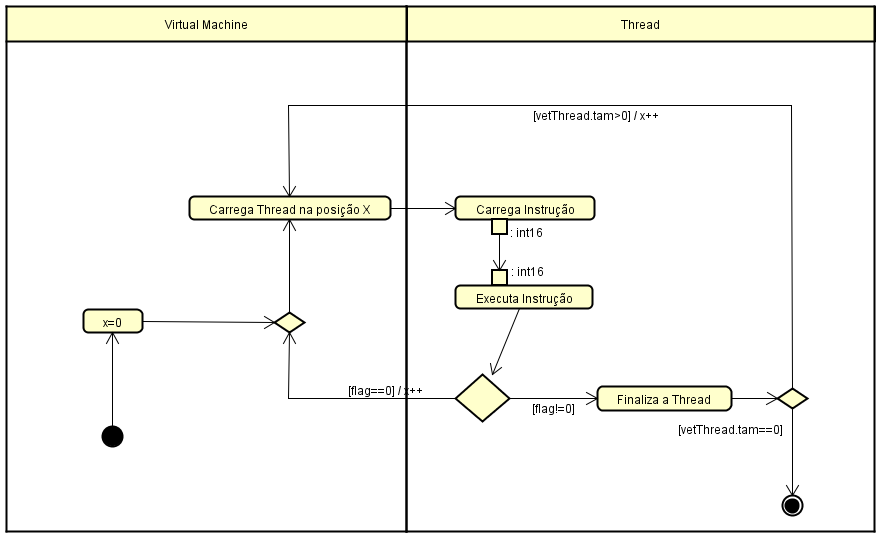 Virtual Machine
Thread
[vetThread.tam>0] / x++
Carrega Thread na posição X
Carrega Instrução
: int16
: int16
Executa Instrução
x=0
[flag==0] / x++
[flag!=0]
Finaliza a Thread
[vetThread.tam==0]